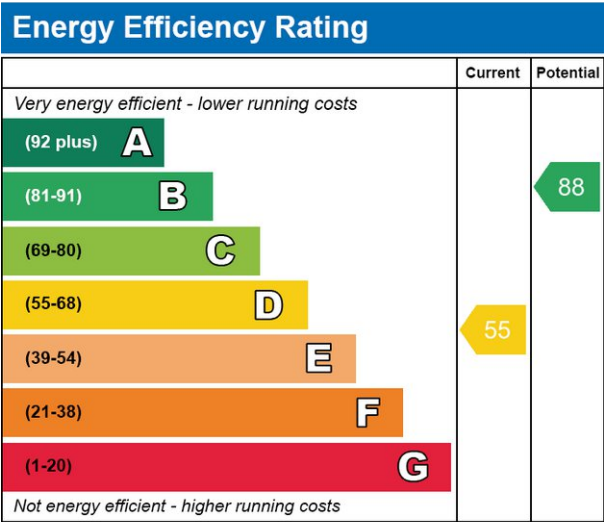 Energy Efficiency Rating
Current Potential
Very energy efficient - lower running costs
(92 plus) A
(81-91) B
88
(69-80) C
(55-68) D
55
(39-54) E
(21-38) F
(1-20) G
Not energy efficient - higher running costs